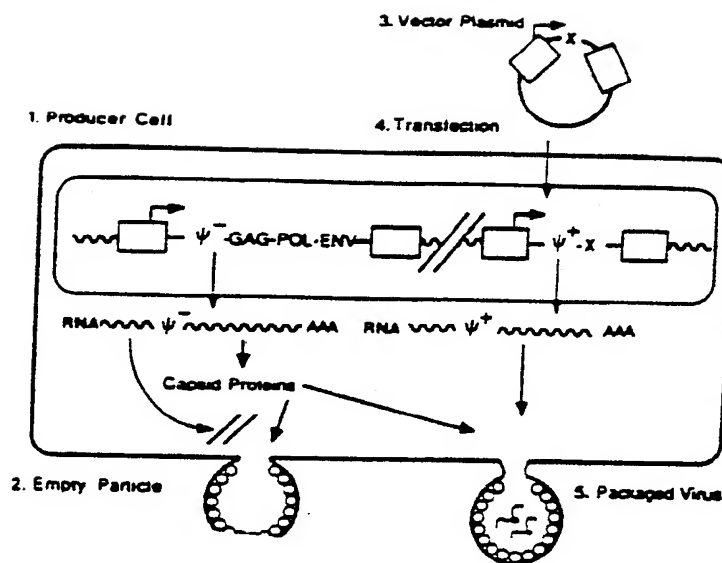 3. Vector Plasmid
X
1. Producer Cell
4. Transfection
ψ⁻-GAG-POL-ENV
ψ⁺-X
RNA ψ⁻ AAA
RNA ψ⁺ AAA
Capsid Proteins
2. Empty Particle
5. Packaged Virus